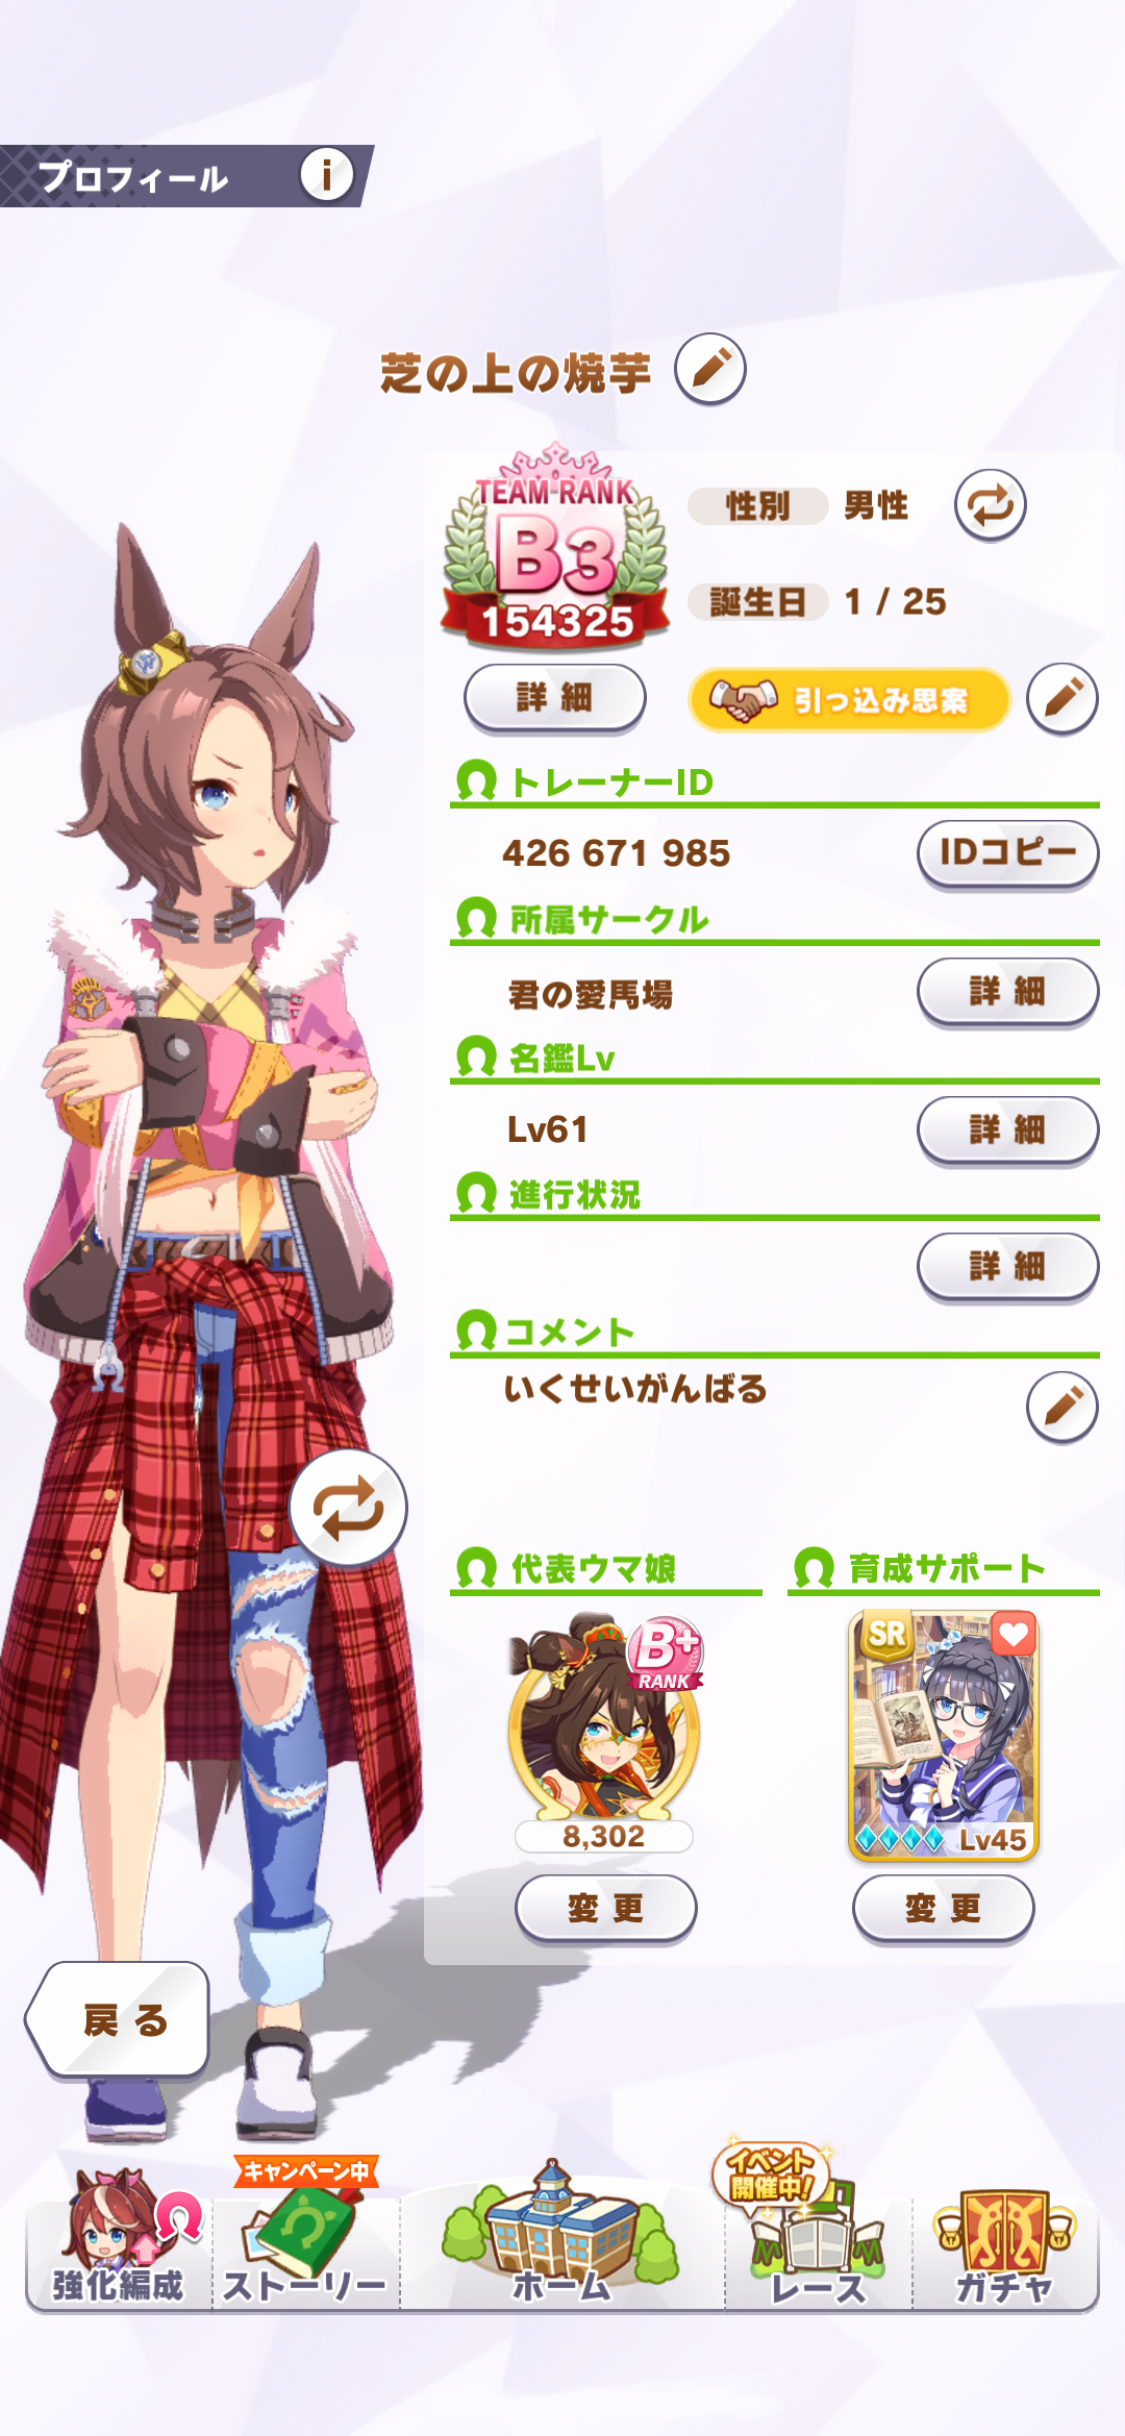 プロフィール i
芝の上の焼芋
TEAM RANK
B3
154325
性別 男性
誕生日 1 / 25
詳細
引っ込み思案
トレーナーID
426 671 985
IDコピー
所属サークル
君の愛馬場
詳細
名鑑Lv
Lv61
詳細
進行状況
詳細
コメント
いくせいがんばる
代表ウマ娘
B+
RANK
8,302
変更
育成サポート
SR
Lv45
変更
戻る
強化編成
キャンペーン中
ストーリー
ホーム
イベント
開催中!
レース
ガチャ